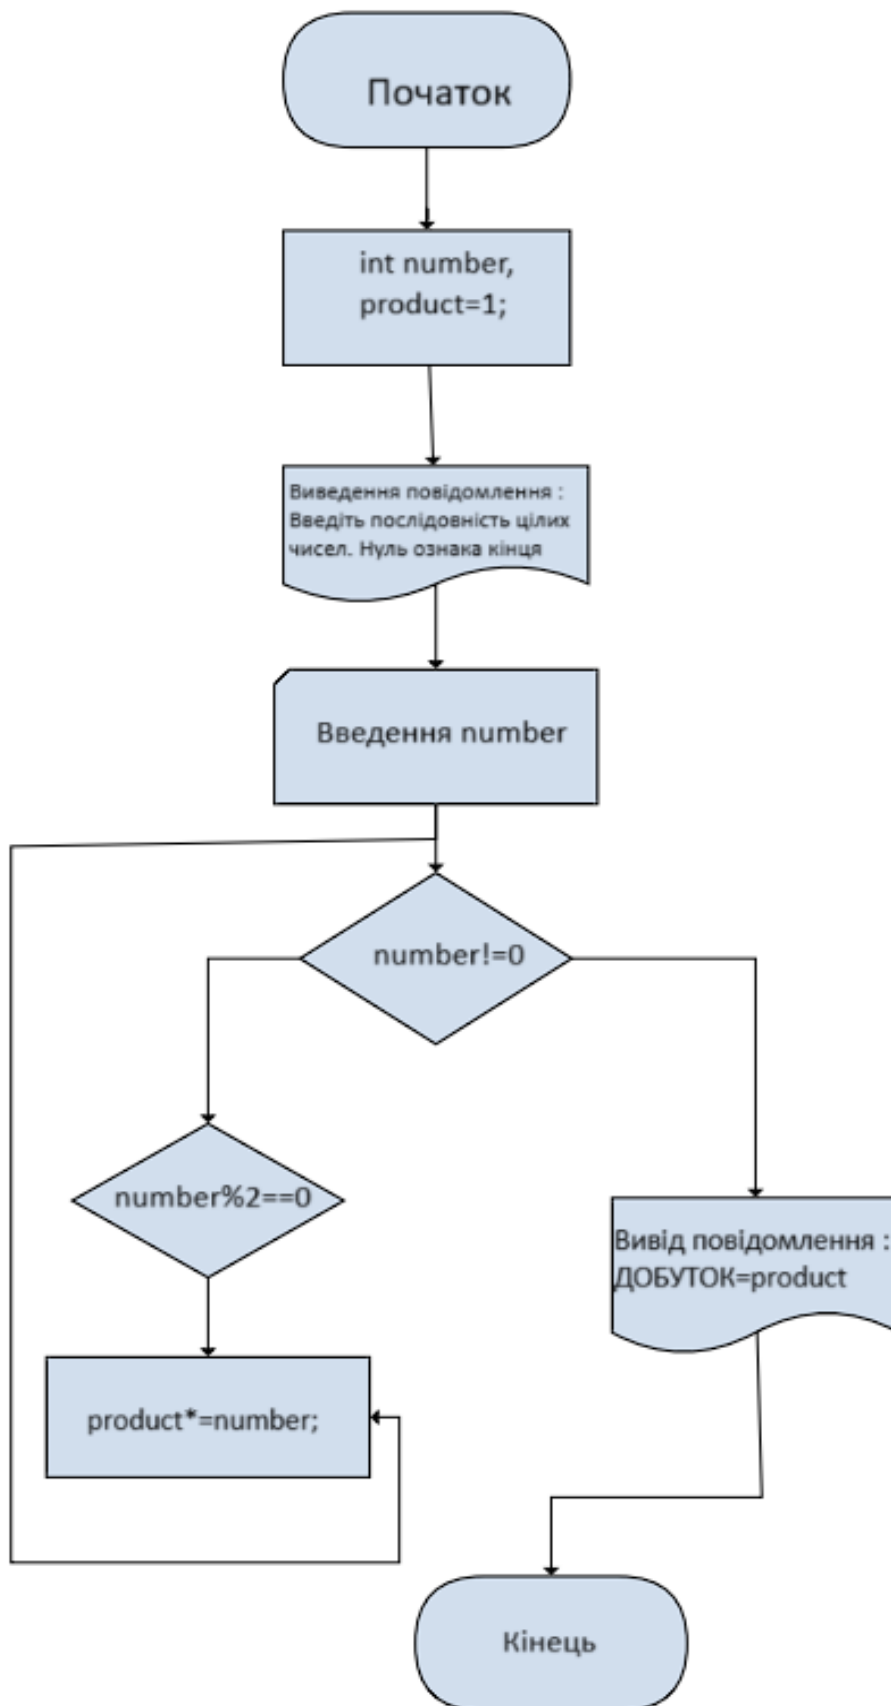 Початок
int number,
product=1;
Виведення повідомлення :
Введіть послідовність цілих
чисел. Нуль ознака кінця
Введення number
number!=0
number%2==0
Вивід повідомлення :
ДОБУТОК=product
product*=number;
Кінець